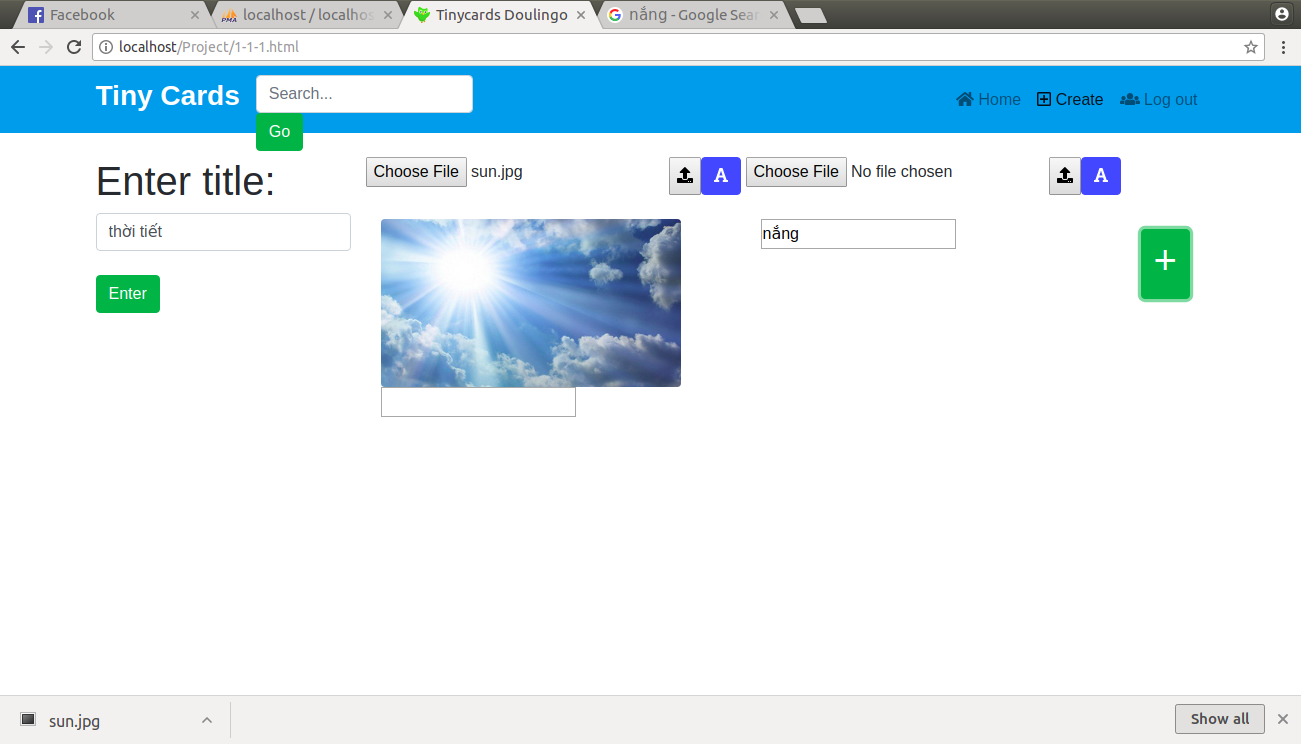 Facebook
localhost / localhos
Tinycards Doulingo
nắng - Google Sear
localhost/Project/1-1-1.html
Tiny Cards
Search...
Go
Home
Create
Log out
Enter title:
thời tiết
Enter
Choose File sun.jpg
A
Choose File No file chosen
A
nắng
+
sun.jpg
Show all